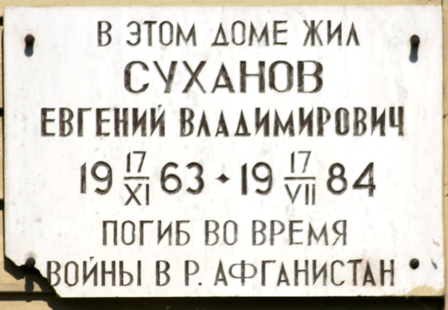 В ЭТОМ ДОМЕ ЖИЛ
СУХАНОВ
ЕВГЕНИЙ ВЛАДИМИРОВИЧ
19 17/XI 63 - 19 17/VII 84
ПОГИБ ВО ВРЕМЯ
ВОЙНЫ В Р. АФГАНИСТАН